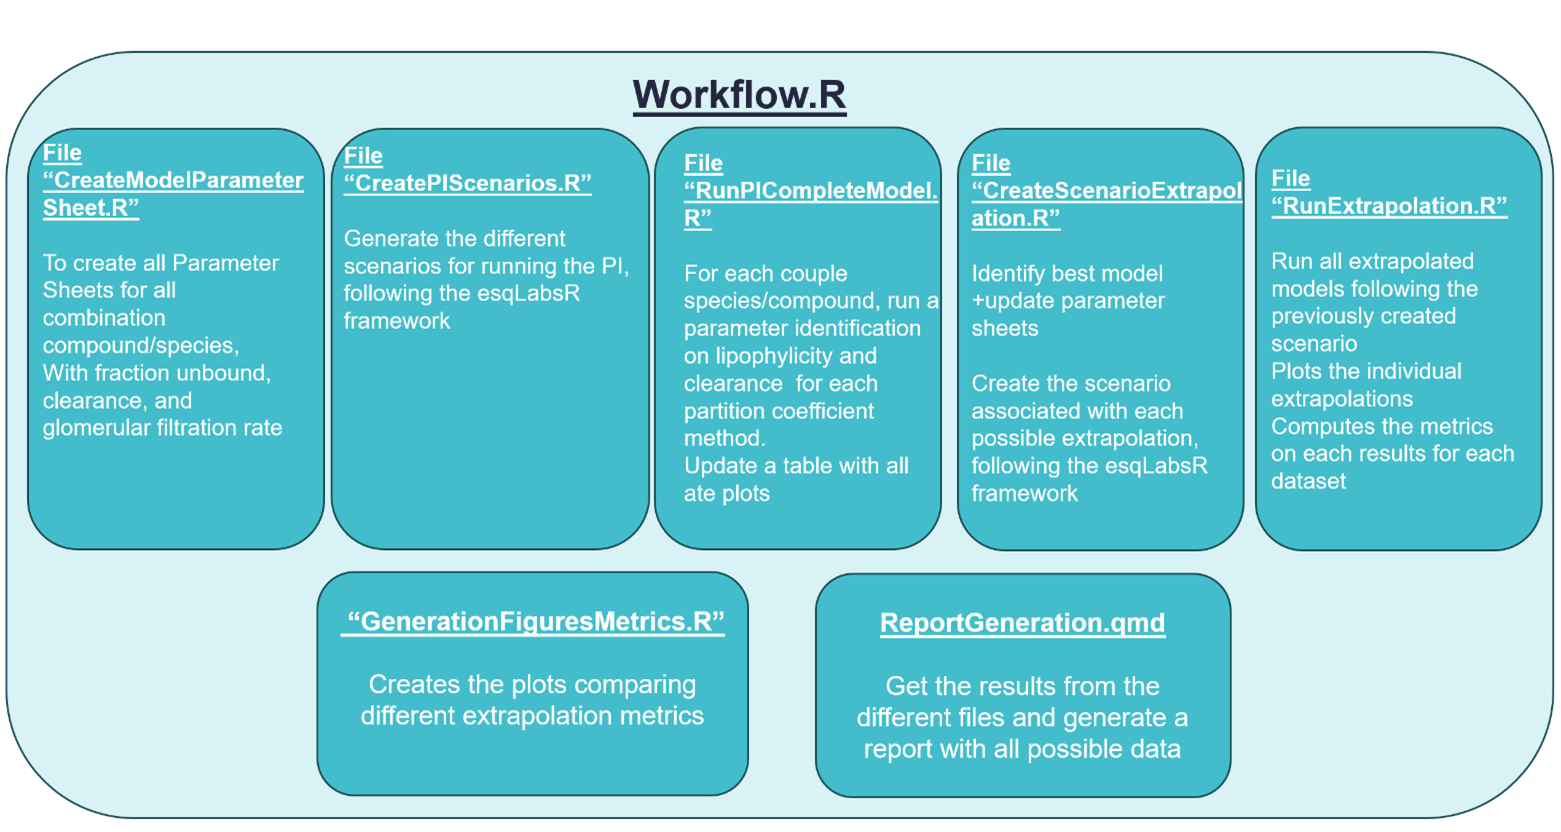 Workflow.R
File
“CreateModelParameter
Sheet.R”
To create all Parameter
Sheets for all
combination
compound/species,
With fraction unbound,
clearance, and
glomerular filtration rate
File
“CreatePIScenarios.R”
Generate the different
scenarios for running the PI,
following the esqLabsR
framework
File
“RunPICompleteModel.
R”
For each couple
species/compound, run a
parameter identification
on lipophylicity and
clearance for each
partition coefficient
method.
Update a table with all
ate plots
File
“CreateScenarioExtrapol
ation.R”
Identify best model
+update parameter
sheets
Create the scenario
associated with each
possible extrapolation,
following the esqLabsR
framework
File
“RunExtrapolation.R”
Run all extrapolated
models following the
previously created
scenario
Plots the individual
extrapolations
Computes the metrics
on each results for each
dataset
“GenerationFiguresMetrics.R”
Creates the plots comparing
different extrapolation metrics
ReportGeneration.qmd
Get the results from the
different files and generate a
report with all possible data